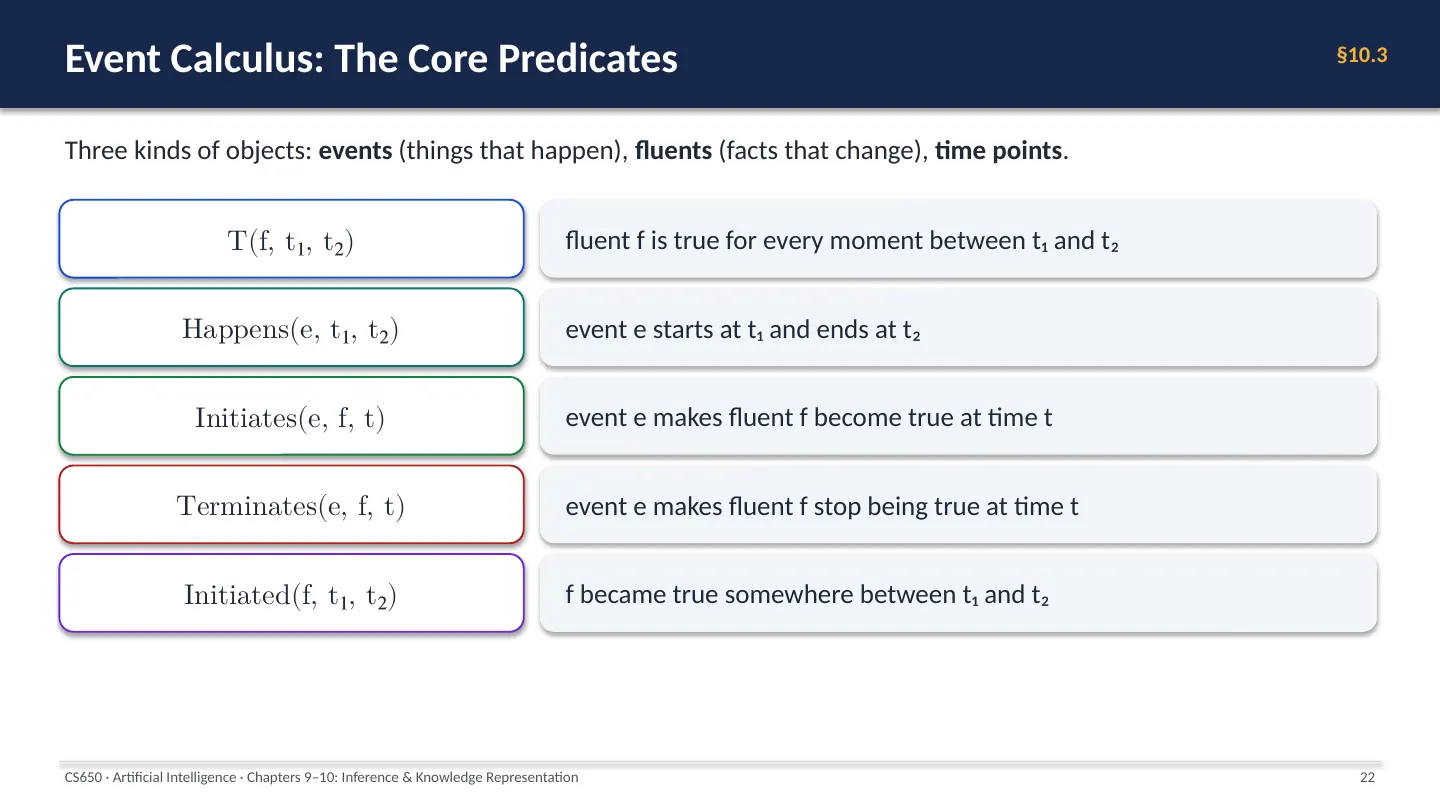 Event Calculus: The Core Predicates
§10.3
Three kinds of objects: events (things that happen), fluents (facts that change), time points.
T(f, t₁, t₂)
fluent f is true for every moment between t₁ and t₂
Happens(e, t₁, t₂)
event e starts at t₁ and ends at t₂
Initiates(e, f, t)
event e makes fluent f become true at time t
Terminates(e, f, t)
event e makes fluent f stop being true at time t
Initiated(f, t₁, t₂)
f became true somewhere between t₁ and t₂
CS650 · Artificial Intelligence · Chapters 9–10: Inference & Knowledge Representation
22